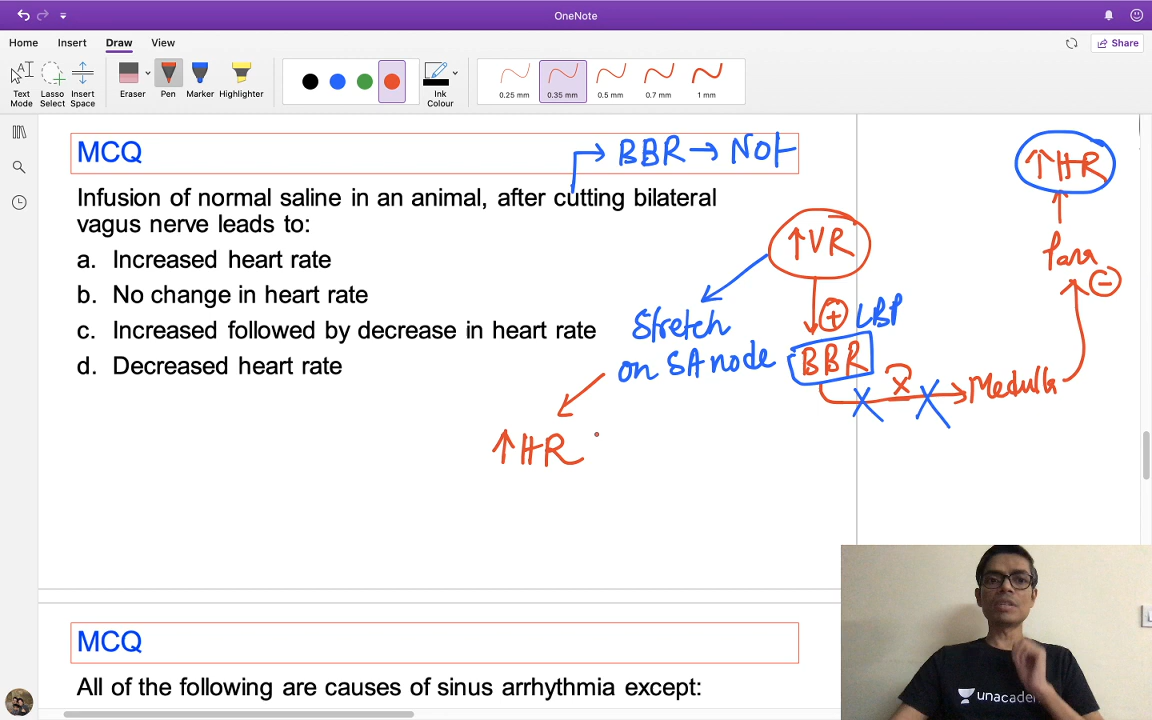 OneNote
Home Insert Draw View
Share
Text Mode
Lasso Select
Insert Space
Eraser
Pen
Marker
Highlighter
Ink Colour
0.25 mm
0.35 mm
0.5 mm
0.7 mm
1 mm
MCQ
→ BBR → Not
Infusion of normal saline in an animal, after cutting bilateral
vagus nerve leads to:
a. Increased heart rate
b. No change in heart rate
c. Increased followed by decrease in heart rate
d. Decreased heart rate
↑VR
Stretch
on SA node
↑HR
+ LBP
BBR
Medulla
Para
-
↑HR
MCQ
All of the following are causes of sinus arrhythmia except:
unacade